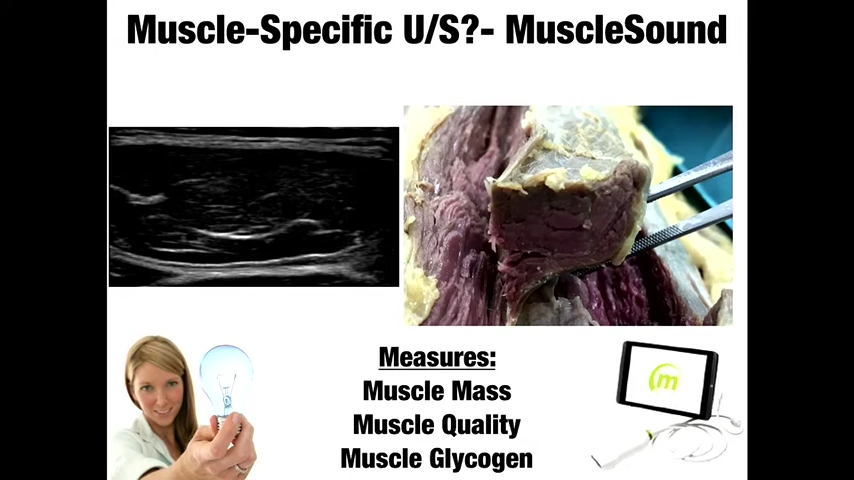 Muscle-Specific U/S?- MuscleSound
Measures:
Muscle Mass
Muscle Quality
Muscle Glycogen
m